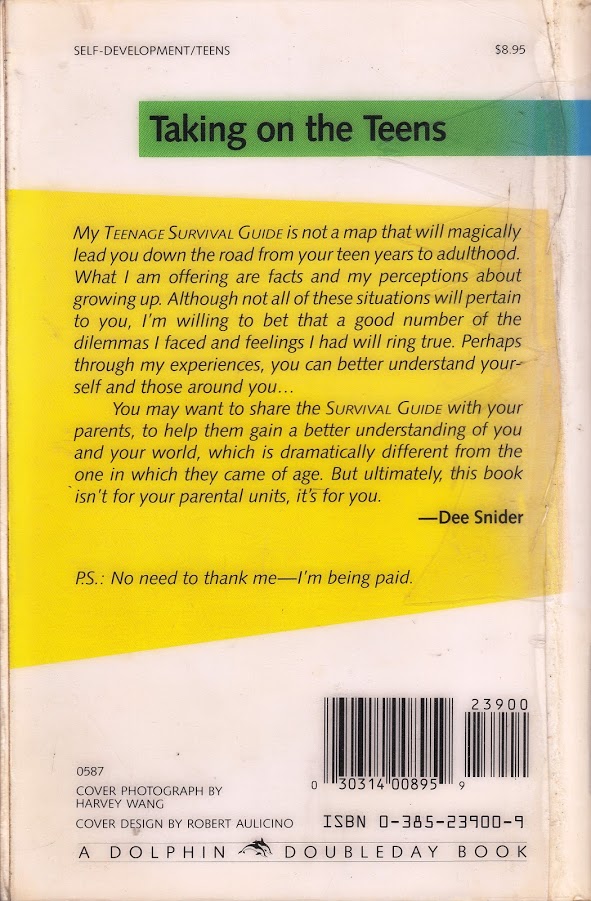 SELF-DEVELOPMENT/TEENS $8.95
Taking on the Teens
My TEENAGE SURVIVAL GUIDE is not a map that will magically
lead you down the road from your teen years to adulthood.
What I am offering are facts and my perceptions about
growing up. Although not all of these situations will pertain
to you, I'm willing to bet that a good number of the
dilemmas I faced and feelings I had will ring true. Perhaps
through my experiences, you can better understand your-
self and those around you...
You may want to share the SURVIVAL GUIDE with your
parents, to help them gain a better understanding of you
and your world, which is dramatically different from the
one in which they came of age. But ultimately, this book
isn't for your parental units, it's for you.
—Dee Snider
P.S.: No need to thank me—I'm being paid.
23900
0 30314 00895 9
0587
COVER PHOTOGRAPH BY
HARVEY WANG
COVER DESIGN BY ROBERT AULICINO
ISBN 0-385-23900-9
A DOLPHIN DOUBLEDAY BOOK